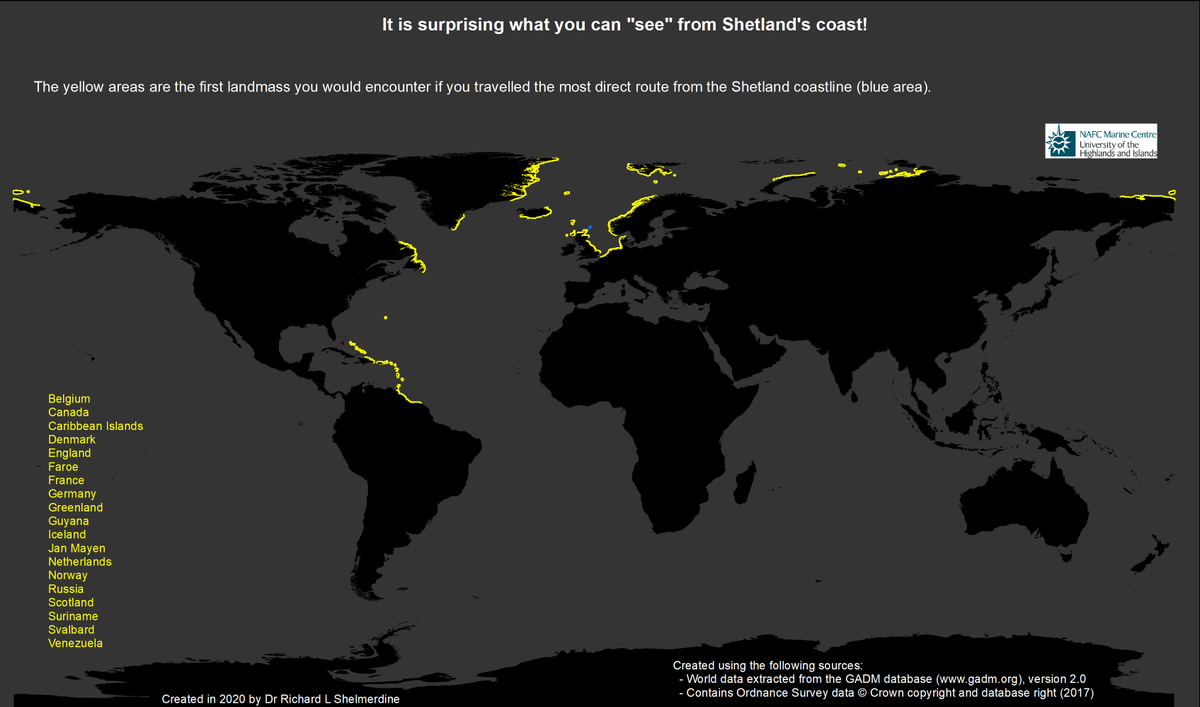 It is surprising what you can "see" from Shetland's coast!
The yellow areas are the first landmass you would encounter if you travelled the most direct route from the Shetland coastline (blue area).
NAFC Marine Centre
University of the
Highlands and Islands
Belgium
Canada
Caribbean Islands
Denmark
England
Faroe
France
Germany
Greenland
Guyana
Iceland
Jan Mayen
Netherlands
Norway
Russia
Scotland
Suriname
Svalbard
Venezuela
Created using the following sources:
- World data extracted from the GADM database (www.gadm.org), version 2.0
- Contains Ordnance Survey data © Crown copyright and database right (2017)
Created in 2020 by Dr Richard L Shelmerdine